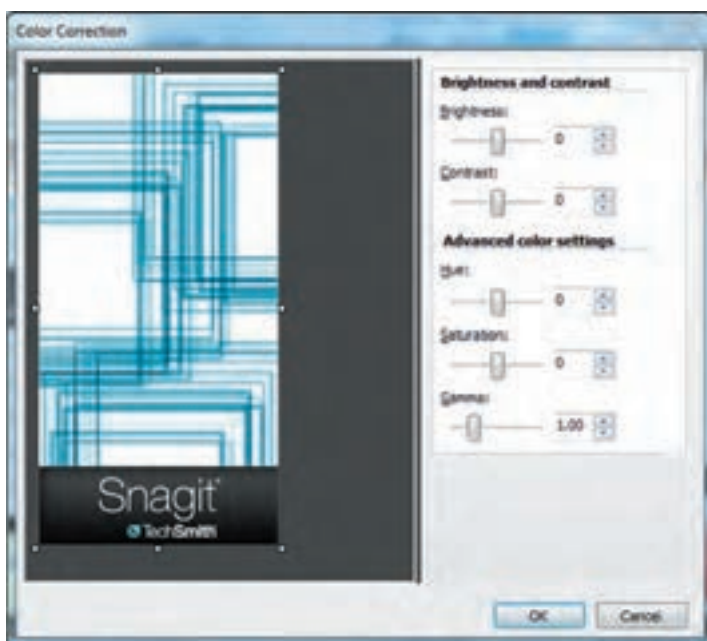 Color Correction
Brightness and contrast
Brightness:
0
Contrast:
0
Advanced color settings
Hue:
0
Saturation:
0
Gamma:
1.00
Snagit
TechSmith
OK
Cancel